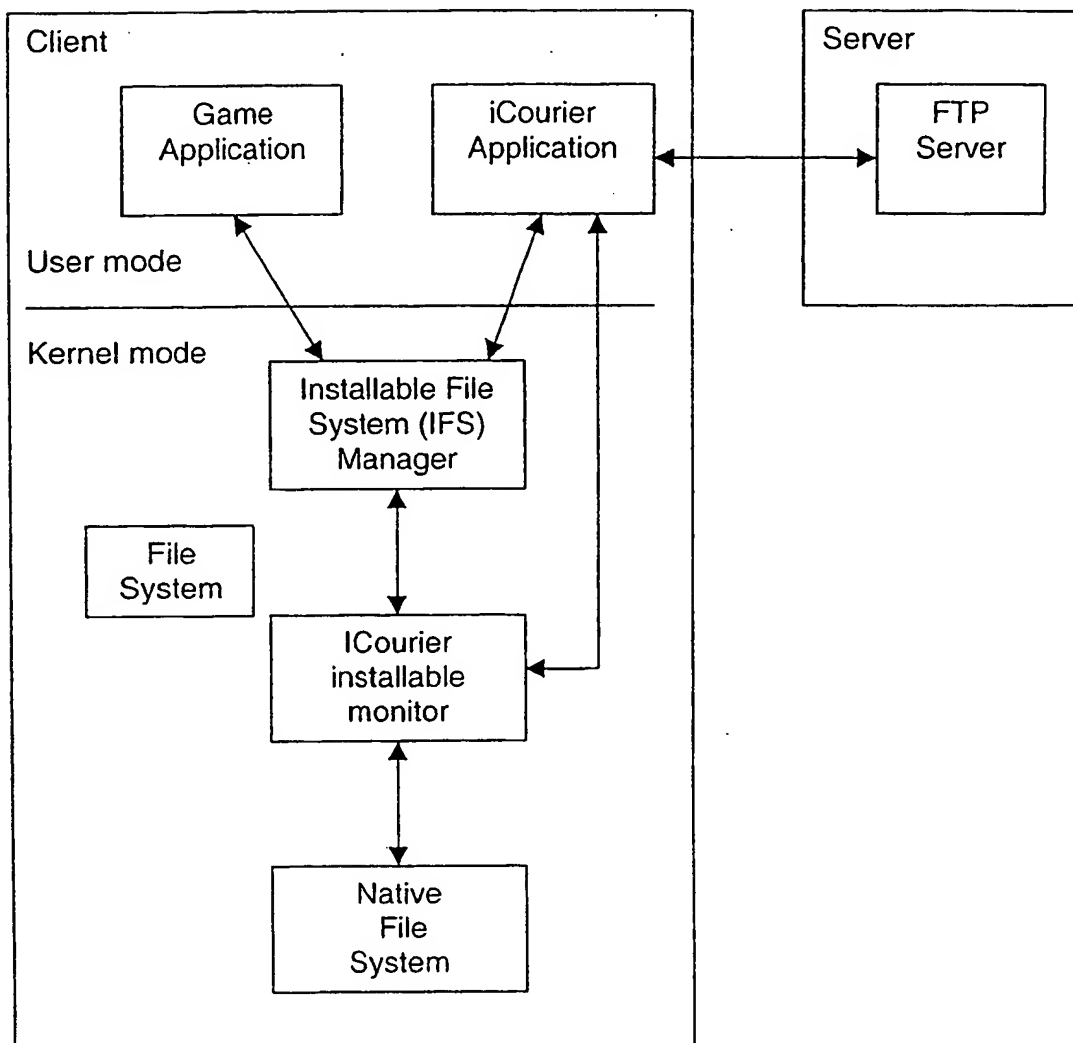 Client
Server
Game
Application
iCourier
Application
FTP
Server
User mode
Kernel mode
Installable File
System (IFS)
Manager
File
System
ICourier
installable
monitor
Native
File
System